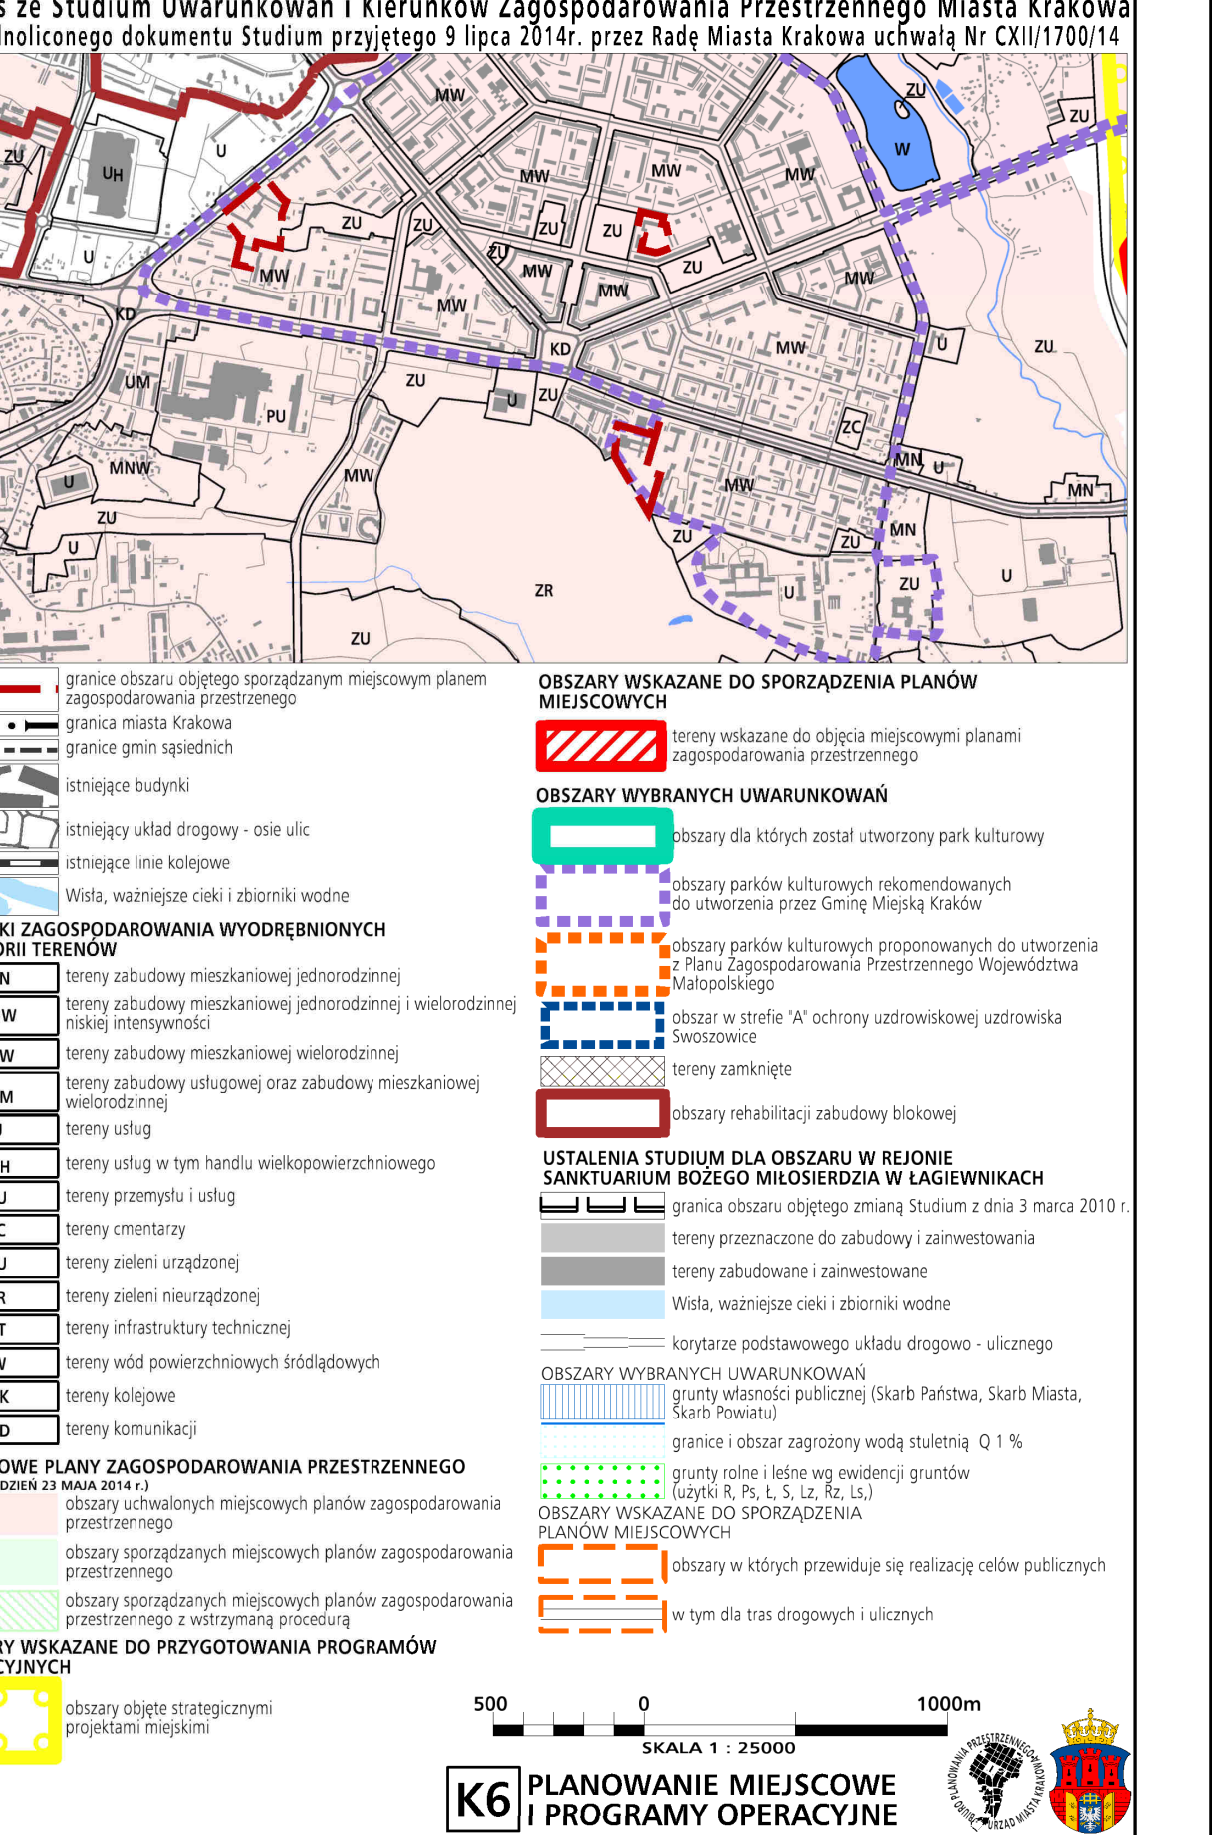 s ze Studium Uwarunkowań i Kierunków Zagospodarowania Przestrzennego Miasta Krakowa
dnoliconego dokumentu Studium przyjętego 9 lipca 2014r. przez Radę Miasta Krakowa uchwałą Nr CXII/1700/14
MW
ZU
ZU
U
W
ZU
UH
MW
MW
MW
ZU
ZU
ZU
ZU
U
ZU
ZU
MW
MW
MW
MW
MW
KD
KD
MW
U
ZU
UM
PU
ZU
U
ZU
ZC
MNW
U
MW
MW
MN
U
MN
ZU
U
ZU
ZU
MN
ZR
U
ZU
U
ZU
granice obszaru objętego sporządzanym miejscowym planem
zagospodarowania przestrzenego
granica miasta Krakowa
granice gmin sąsiednich
istniejące budynki
istniejący układ drogowy - osie ulic
istniejące linie kolejowe
Wisła, ważniejsze cieki i zbiorniki wodne
KI ZAGOSPODAROWANIA WYODRĘBNIONYCH
ORII TERENÓW
N
tereny zabudowy mieszkaniowej jednorodzinnej
W
tereny zabudowy mieszkaniowej jednorodzinnej i wielorodzinnej
niskiej intensywności
W
tereny zabudowy mieszkaniowej wielorodzinnej
M
tereny zabudowy usługowej oraz zabudowy mieszkaniowej
wielorodzinnej
U
tereny usług
H
tereny usług w tym handlu wielkopowierzchniowego
U
tereny przemysłu i usług
C
tereny cmentarzy
U
tereny zieleni urządzonej
R
tereny zieleni nieurządzonej
T
tereny infrastruktury technicznej
W
tereny wód powierzchniowych śródlądowych
K
tereny kolejowe
D
tereny komunikacji
OWE PLANY ZAGOSPODAROWANIA PRZESTRZENNEGO
DZIEŃ 23 MAJA 2014 r.)
obszary uchwalonych miejscowych planów zagospodarowania
przestrzennego
obszary sporządzanych miejscowych planów zagospodarowania
przestrzennego
obszary sporządzanych miejscowych planów zagospodarowania
przestrzennego z wstrzymaną procedurą
RY WSKAZANE DO PRZYGOTOWANIA PROGRAMÓW
CYJNYCH
obszary objęte strategicznymi
projektami miejskimi
OBSZARY WSKAZANE DO SPORZĄDZENIA PLANÓW
MIEJSCOWYCH
tereny wskazane do objęcia miejscowymi planami
zagospodarowania przestrzennego
OBSZARY WYBRANYCH UWARUNKOWAŃ
obszary dla których został utworzony park kulturowy
obszary parków kulturowych rekomendowanych
do utworzenia przez Gminę Miejską Kraków
obszary parków kulturowych proponowanych do utworzenia
z Planu Zagospodarowania Przestrzennego Województwa
Małopolskiego
obszar w strefie "A" ochrony uzdrowiskowej uzdrowiska
Swoszowice
tereny zamknięte
obszary rehabilitacji zabudowy blokowej
USTALENIA STUDIUM DLA OBSZARU W REJONIE
SANKTUARIUM BOŻEGO MIŁOSIERDZIA W ŁAGIEWNIKACH
granica obszaru objętego zmianą Studium z dnia 3 marca 2010 r.
tereny przeznaczone do zabudowy i zainwestowania
tereny zabudowane i zainwestowane
Wisła, ważniejsze cieki i zbiorniki wodne
korytarze podstawowego układu drogowo - ulicznego
OBSZARY WYBRANYCH UWARUNKOWAŃ
grunty własności publicznej (Skarb Państwa, Skarb Miasta,
Skarb Powiatu)
granice i obszar zagrożony wodą stuletnią Q 1 %
grunty rolne i leśne wg ewidencji gruntów
(użytki R, Ps, Ł, S, Lz, Rz, Ls,)
OBSZARY WSKAZANE DO SPORZĄDZENIA
PLANÓW MIEJSCOWYCH
obszary w których przewiduje się realizację celów publicznych
w tym dla tras drogowych i ulicznych
500 0 1000m
SKALA 1 : 25000
K6
PLANOWANIE MIEJSCOWE
I PROGRAMY OPERACYJNE
BIURO PLANOWANIA PRZESTRZENNEGO
URZĄD MIASTA KRAKOWA